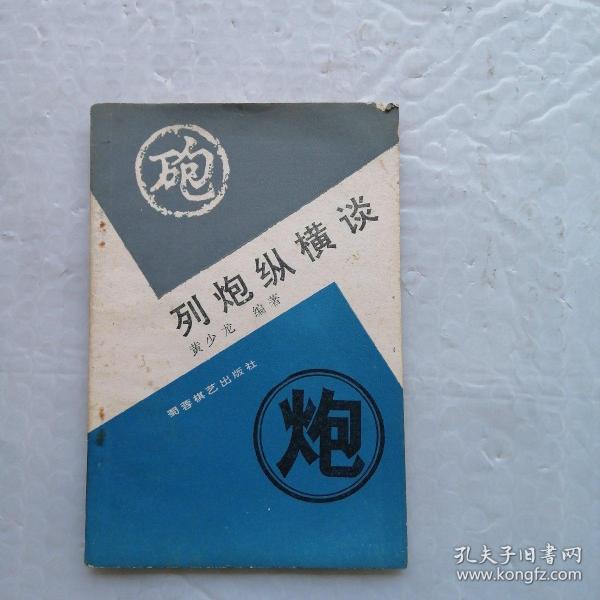 砲
列炮纵横谈
黄少龙 编著
蜀蓉棋艺出版社
炮
孔夫子旧书网
www.kongfz.com